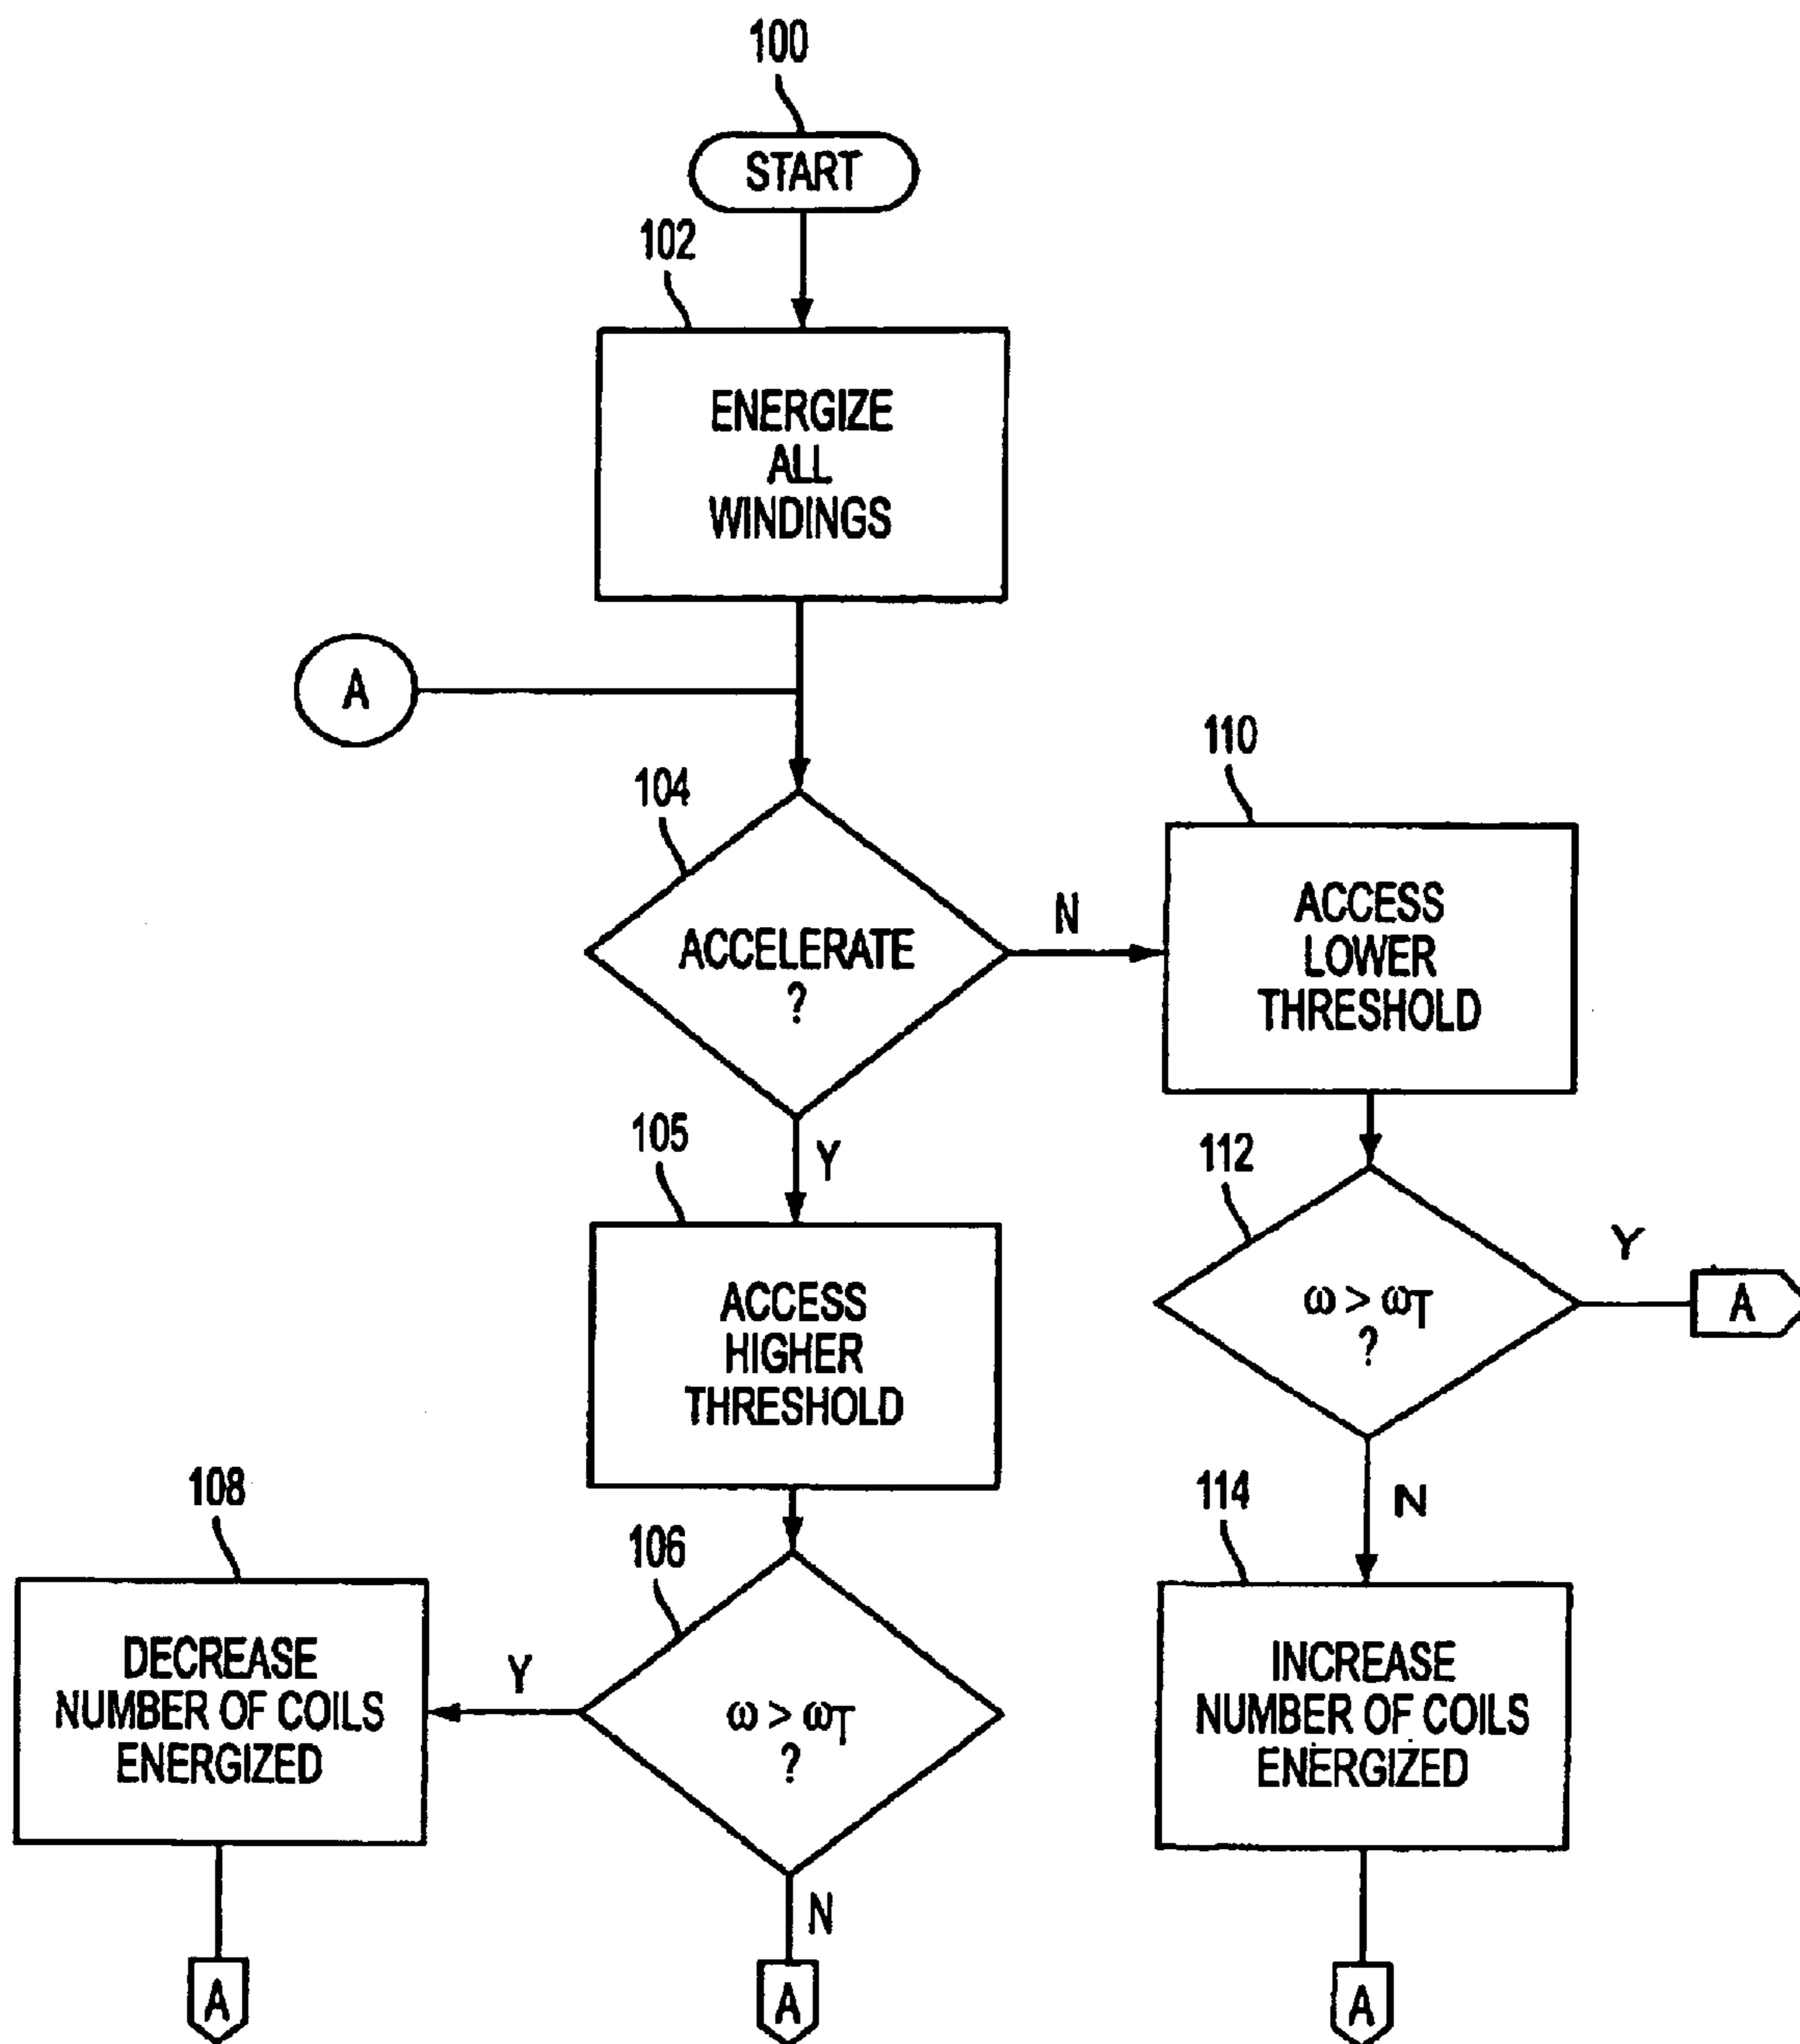 100
START
102
ENERGIZE
ALL
WINDINGS
A
104
ACCELERATE
?
N
Y
110
ACCESS
LOWER
THRESHOLD
105
ACCESS
HIGHER
THRESHOLD
112
ω > ωT
?
Y
A
N
108
DECREASE
NUMBER OF COILS
ENERGIZED
A
106
ω > ωT
?
Y
N
A
114
INCREASE
NUMBER OF COILS
ENERGIZED
A